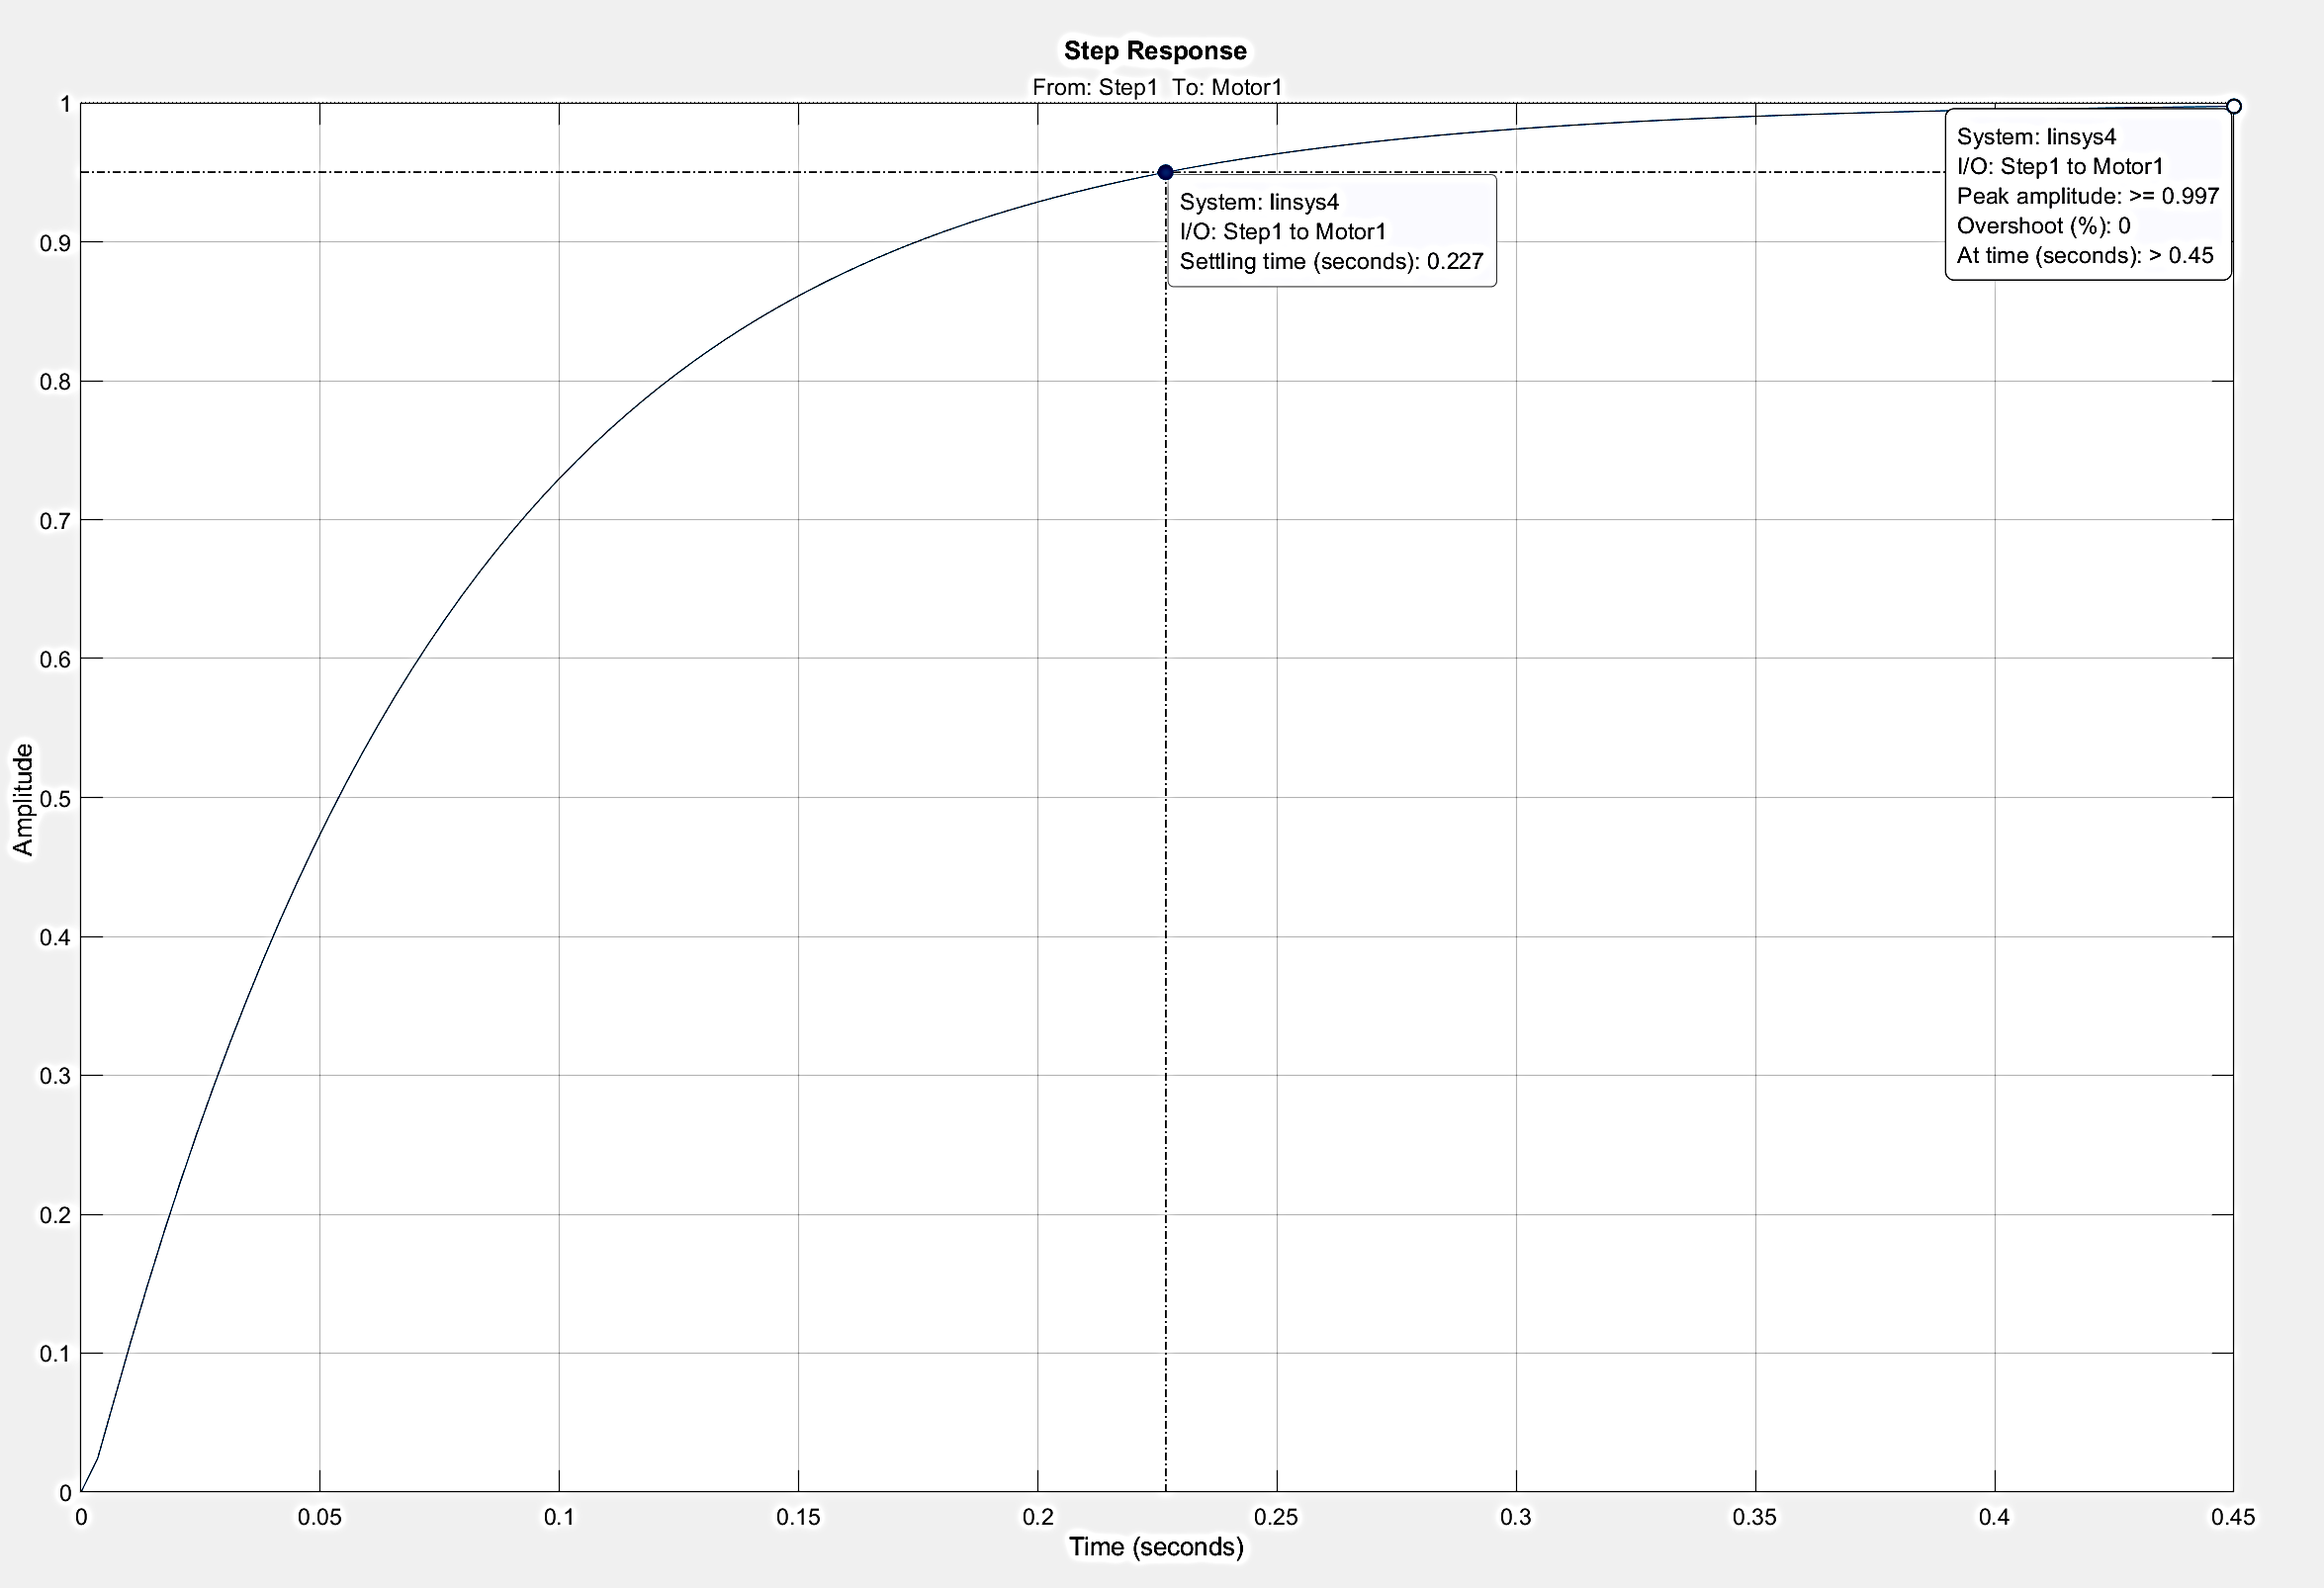 Step Response
From: Step1  To: Motor1
Amplitude
1
0.9
0.8
0.7
0.6
0.5
0.4
0.3
0.2
0.1
0
System: linsys4
I/O: Step1 to Motor1
Settling time (seconds): 0.227
System: linsys4
I/O: Step1 to Motor1
Peak amplitude: >= 0.997
Overshoot (%): 0
At time (seconds): > 0.45
0 0.05 0.1 0.15 0.2 0.25 0.3 0.35 0.4 0.45
Time (seconds)